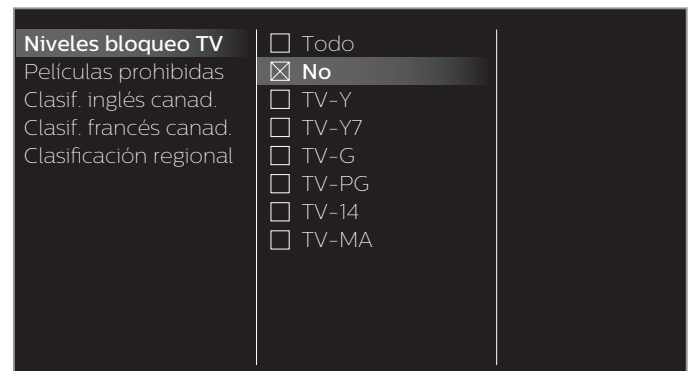 Niveles bloqueo TV
Películas prohibidas
Clasif. inglés canad.
Clasif. francés canad.
Clasificación regional
Todo
No
TV-Y
TV-Y7
TV-G
TV-PG
TV-14
TV-MA